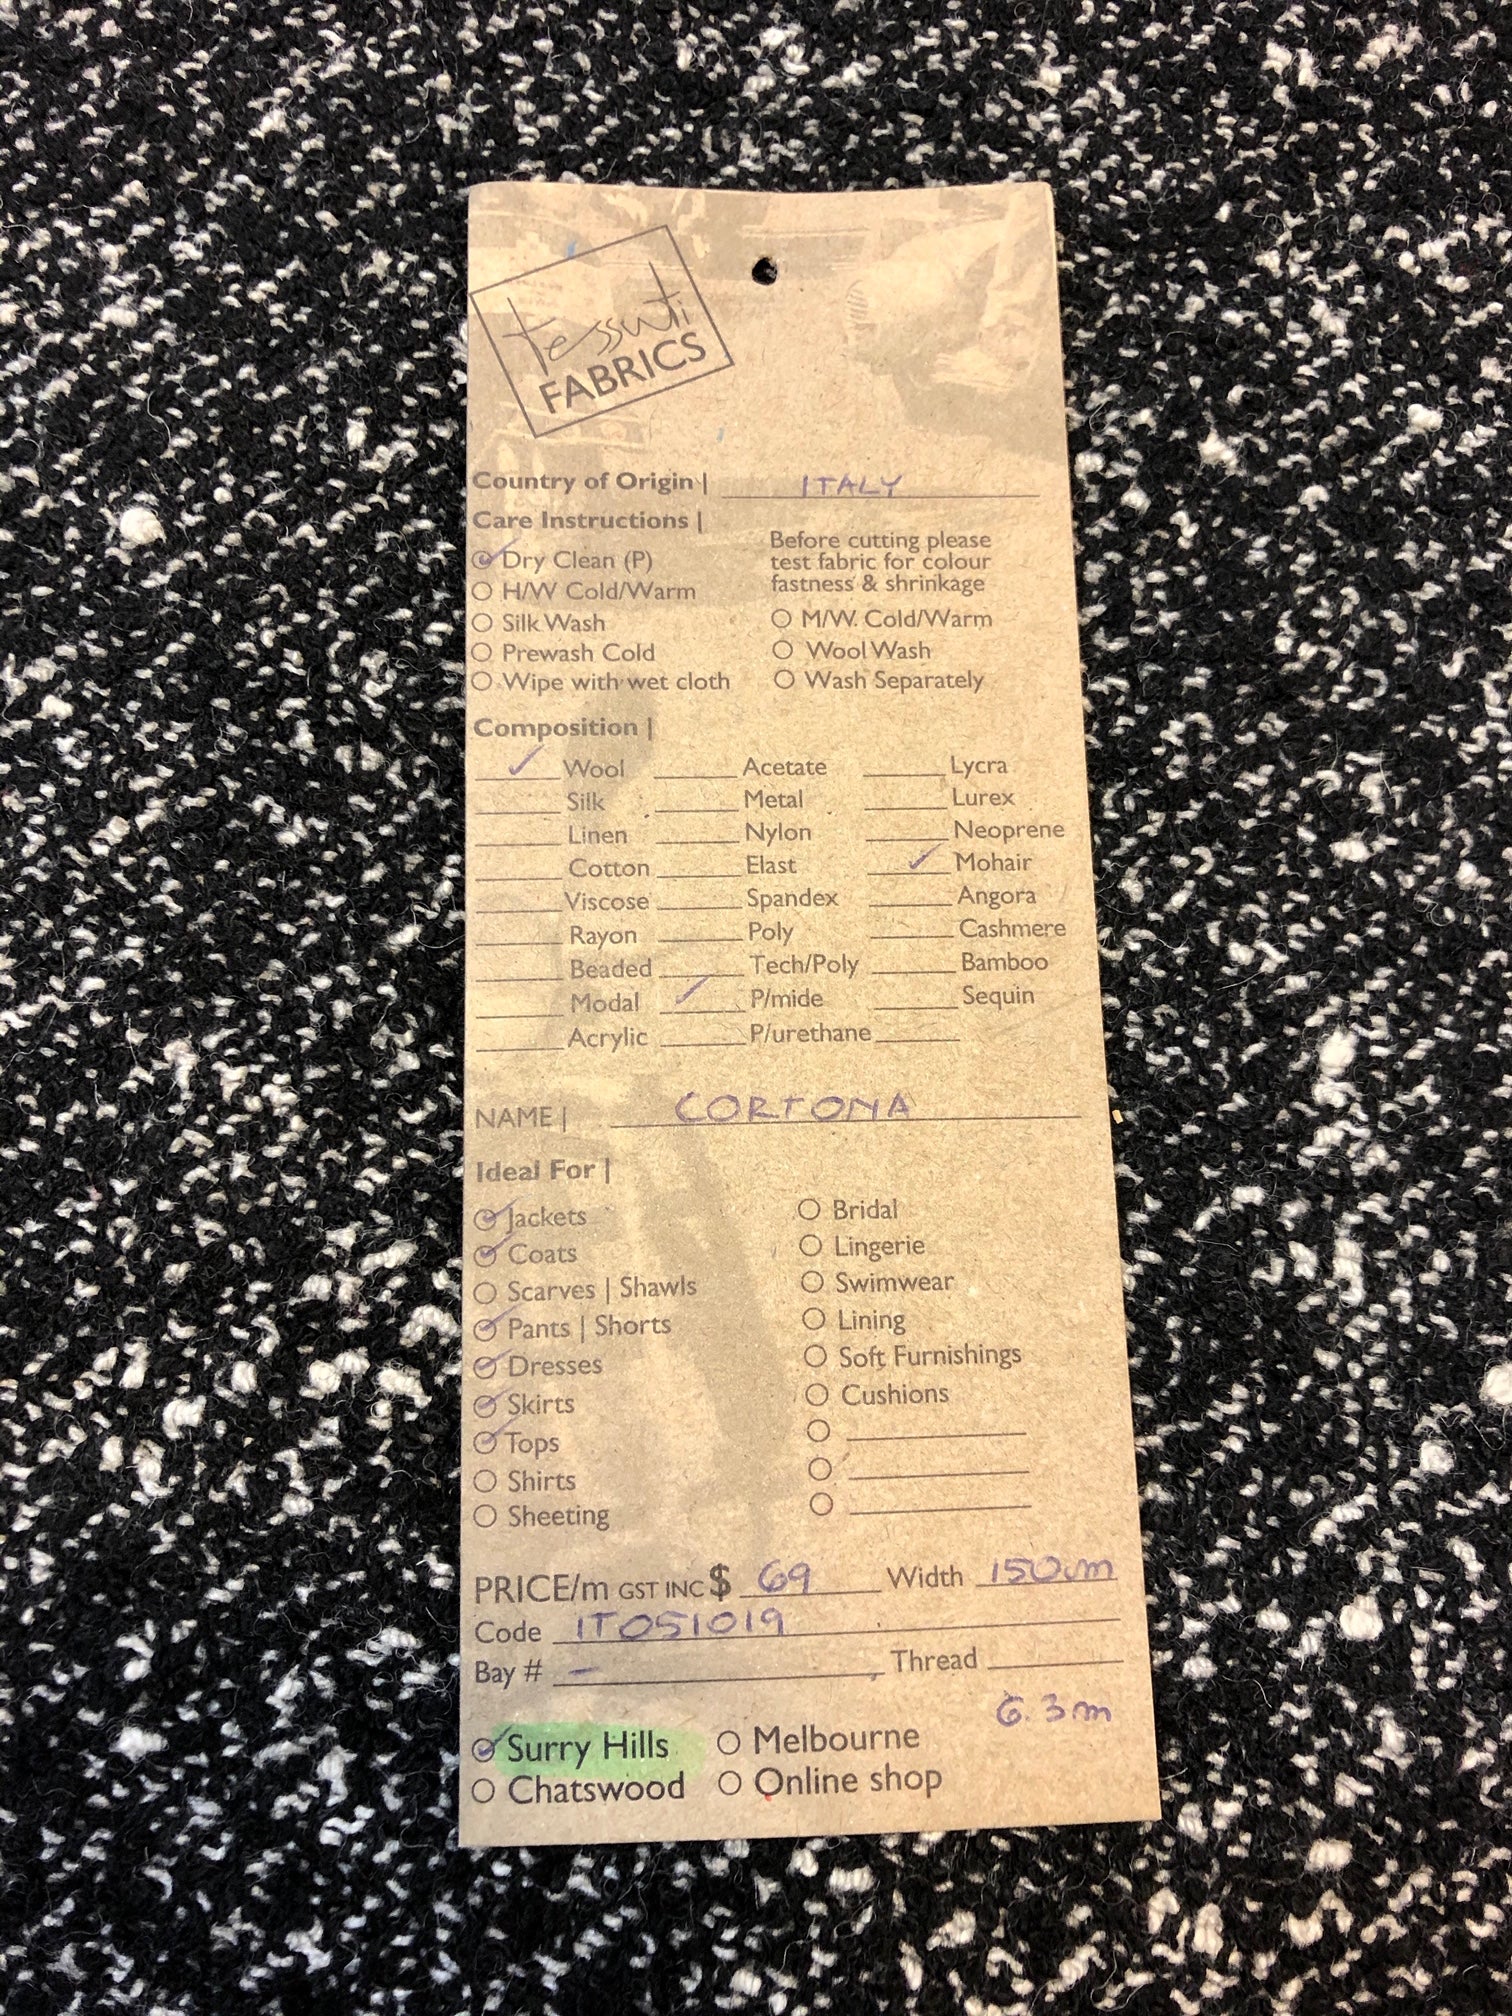 tessuti
FABRICS
Country of Origin | ITALY
Care Instructions |
Dry Clean (P)
H/W Cold/Warm
Silk Wash
Prewash Cold
Wipe with wet cloth
Before cutting please
test fabric for colour
fastness & shrinkage
M/W. Cold/Warm
Wool Wash
Wash Separately
Composition |
Wool Acetate Lycra
Silk Metal Lurex
Linen Nylon Neoprene
Cotton Elast Mohair
Viscose Spandex Angora
Rayon Poly Cashmere
Beaded Tech/Poly Bamboo
Modal P/mide Sequin
Acrylic P/urethane
NAME | CORTONA
Ideal For |
Jackets
Coats
Scarves | Shawls
Pants | Shorts
Dresses
Skirts
Tops
Shirts
Sheeting
Bridal
Lingerie
Swimwear
Lining
Soft Furnishings
Cushions
PRICE/m GST INC $ 69 Width 150cm
Code IT051019
Bay # - Thread
6.3m
Surry Hills Melbourne
Chatswood Online shop